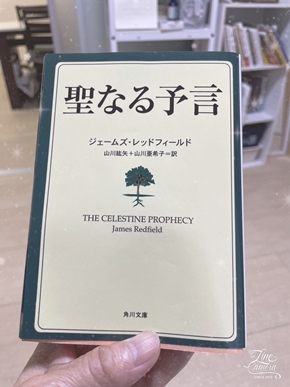 聖なる予言
ジェームズ・レッドフィールド
山川紘矢+山川亜希子=訳
THE CELESTINE PROPHECY
James Redfield
角川文庫